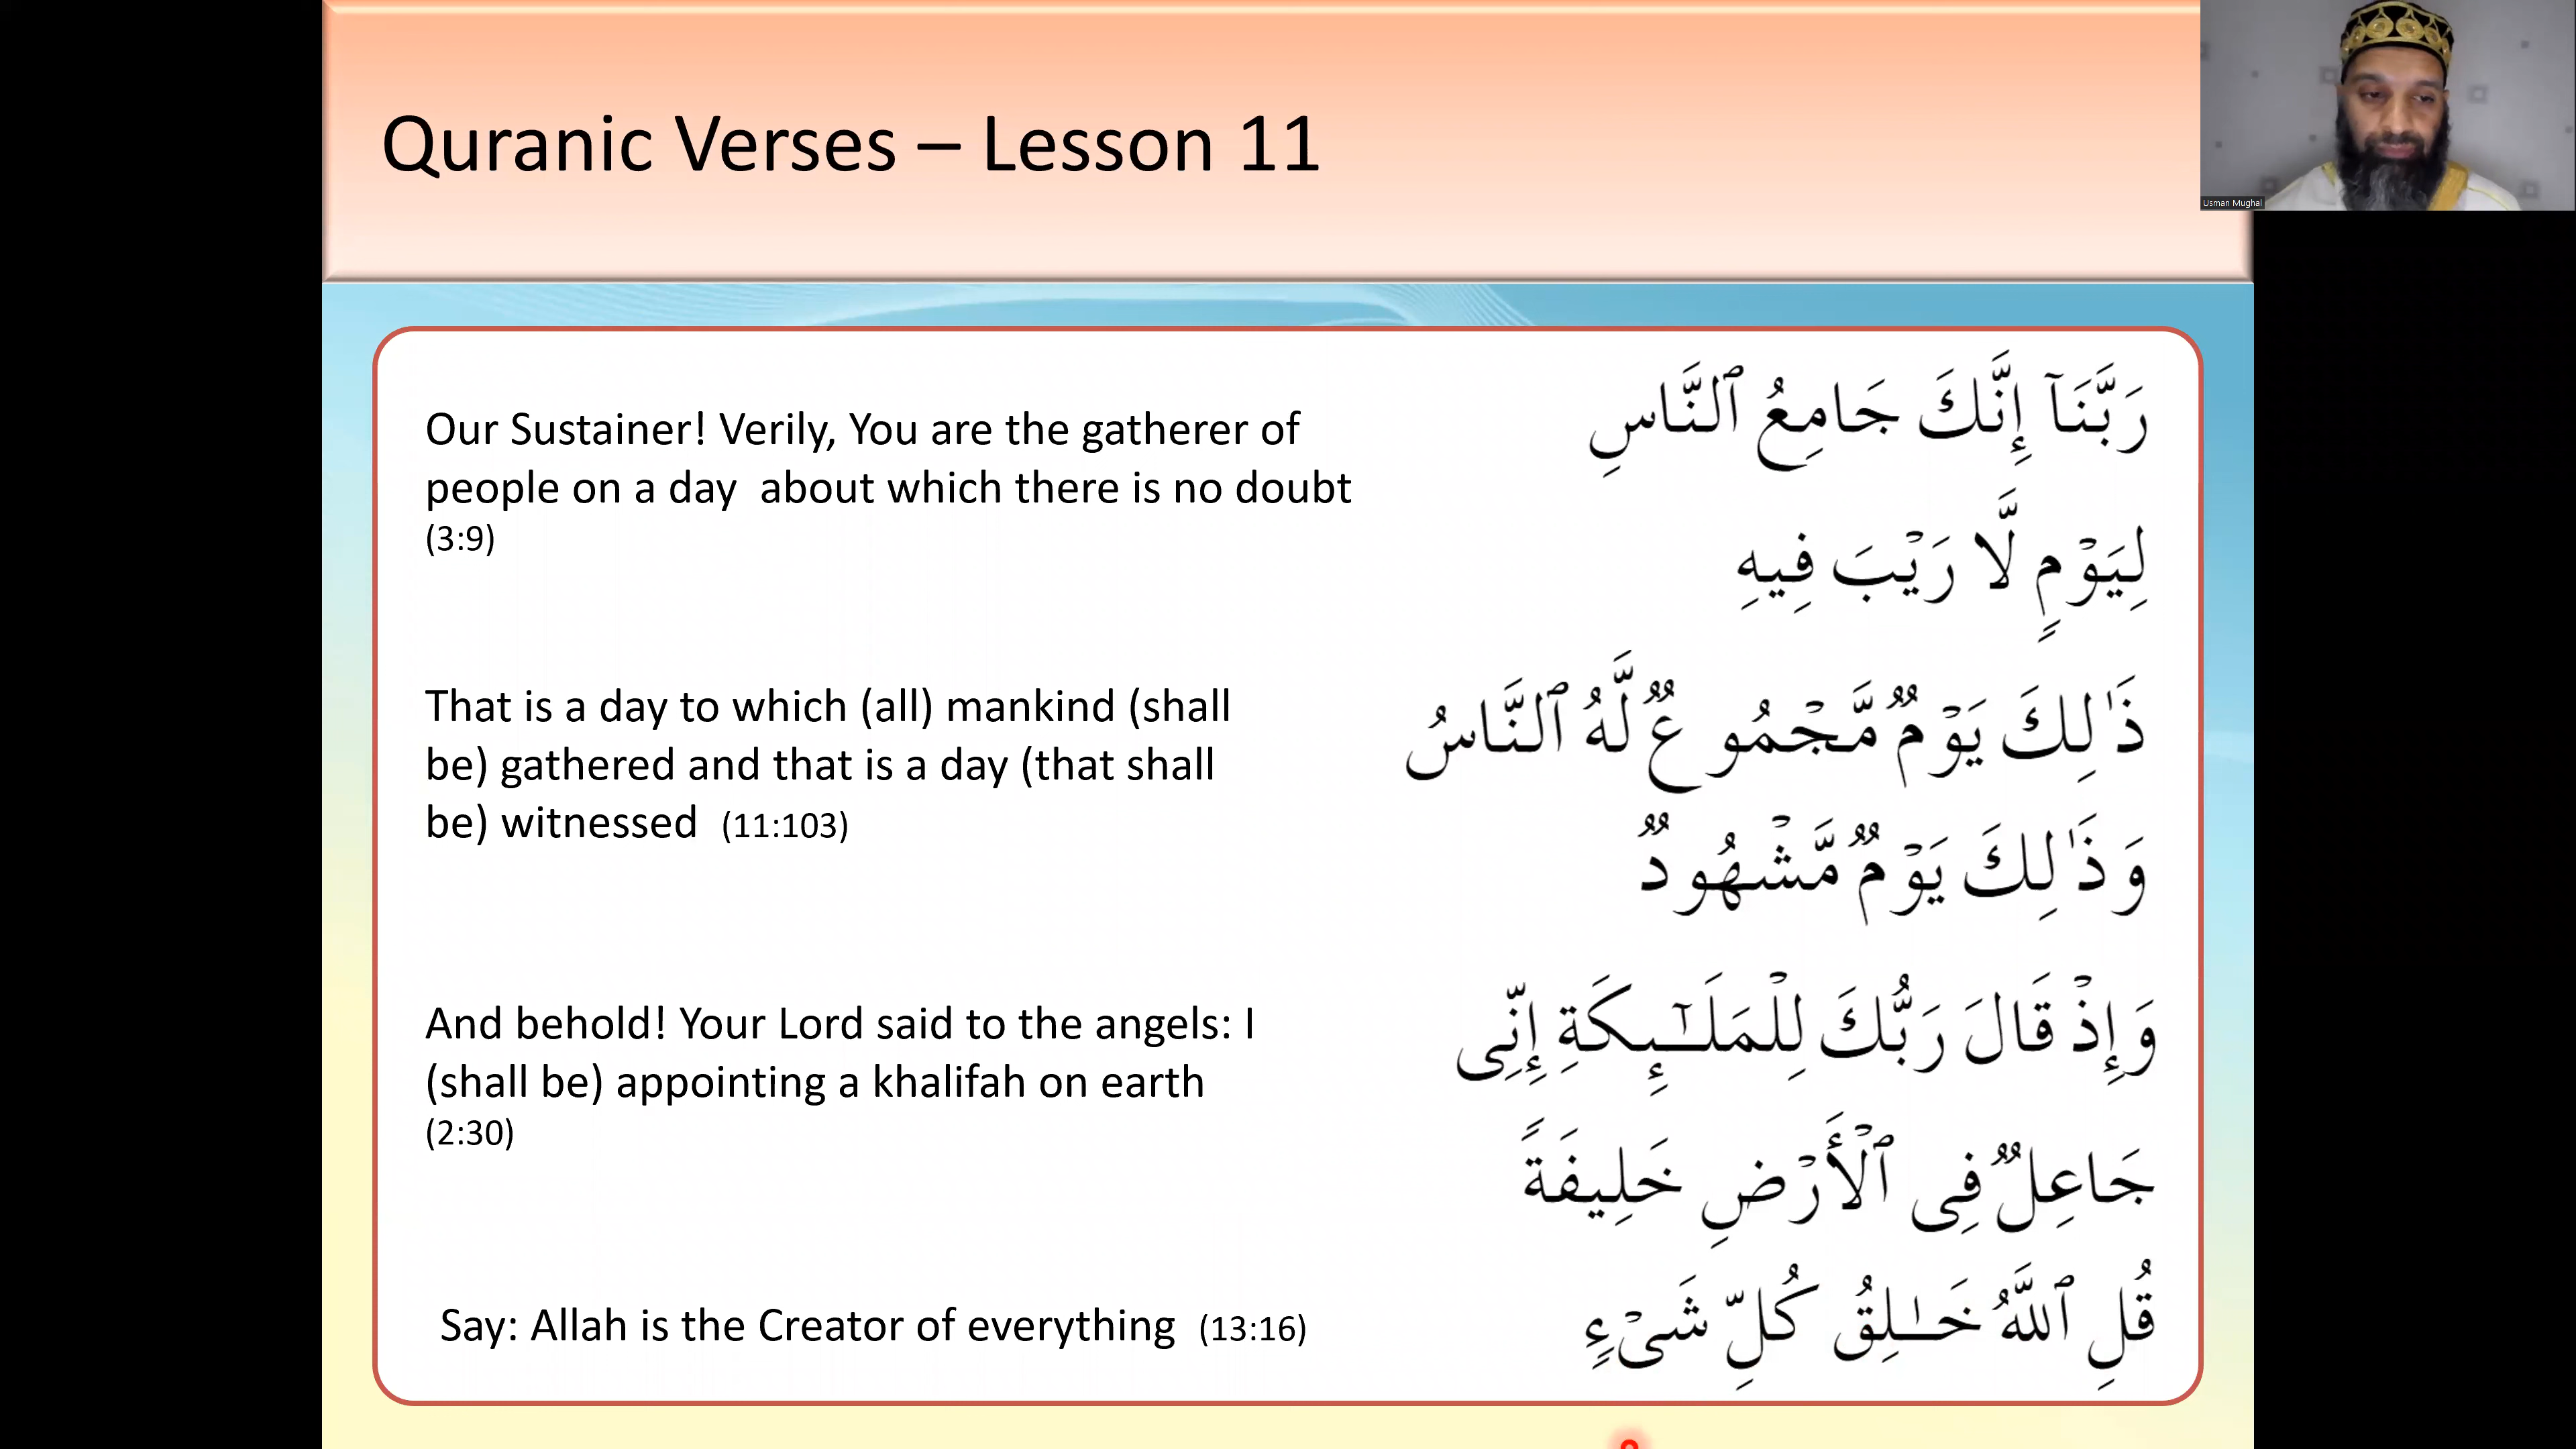 Quranic Verses – Lesson 11
Usman Mughal
Our Sustainer! Verily, You are the gatherer of
people on a day  about which there is no doubt
(3:9)
رَبَّنَآ إِنَّكَ جَامِعُ ٱلنَّاسِ
لِيَوْمٍ لَّا رَيْبَ فِيهِ
That is a day to which (all) mankind (shall
be) gathered and that is a day (that shall
be) witnessed  (11:103)
ذَٰلِكَ يَوْمٌ مَّجْمُوعٌ لَّهُ ٱلنَّاسُ
وَذَٰلِكَ يَوْمٌ مَّشْهُودٌ
And behold! Your Lord said to the angels: I
(shall be) appointing a khalifah on earth
(2:30)
وَإِذْ قَالَ رَبُّكَ لِلْمَلَـٰٓئِكَةِ إِنِّى
جَاعِلٌ فِى ٱلْأَرْضِ خَلِيفَةً
Say: Allah is the Creator of everything  (13:16)
قُلِ ٱللَّهُ خَـٰلِقُ كُلِّ شَىْءٍ